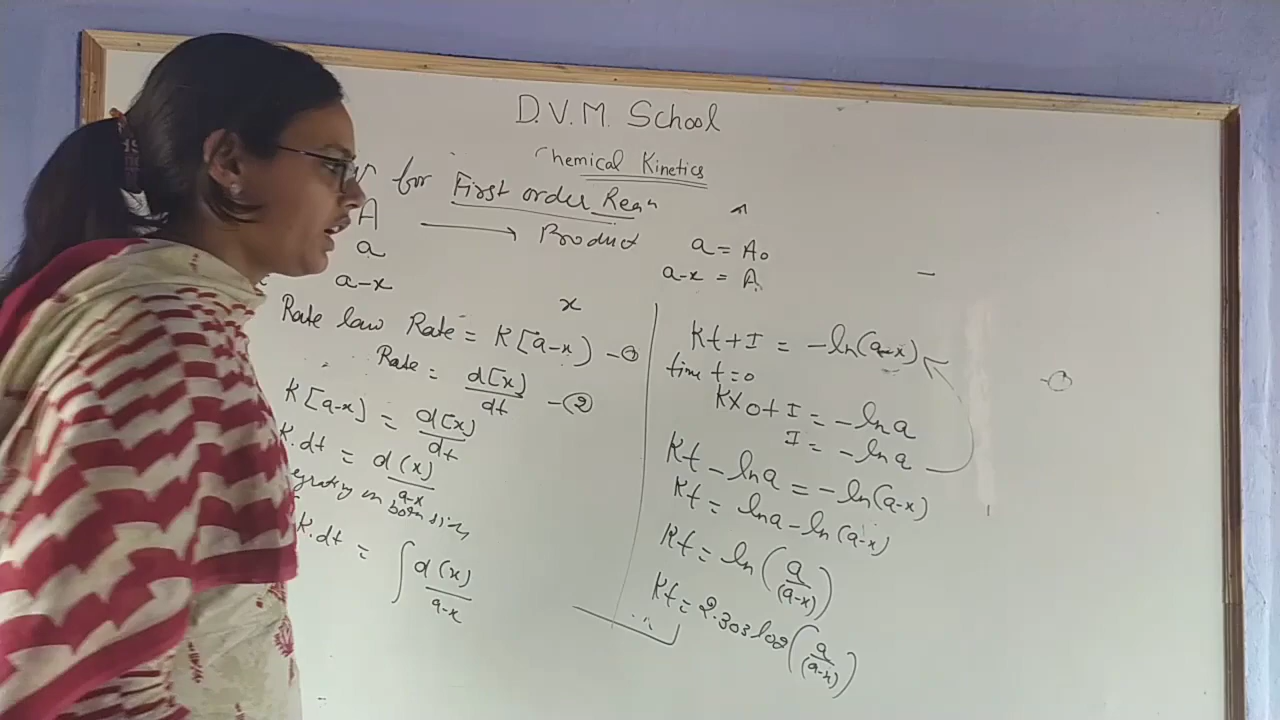 D.V.M. School
Chemical Kinetics
for First order Rean
A ⟶ Product
a
a-x
x
a = A₀
a-x = A
Rate law Rate = K[a-x) -①
Rate = d[x]/dt -②
K[a-x] = d(x)/dt
K.dt = d(x)/a-x
on both side
K.dt = ∫ d(x)/a-x
Kt + I = -ln(a-x)
time t=0
K×0 + I = -ln a
I = -ln a
Kt - ln a = -ln(a-x)
Kt = ln a - ln(a-x)
Kt = ln (a/(a-x))
Kt = 2.303 log (a/(a-x))
-①